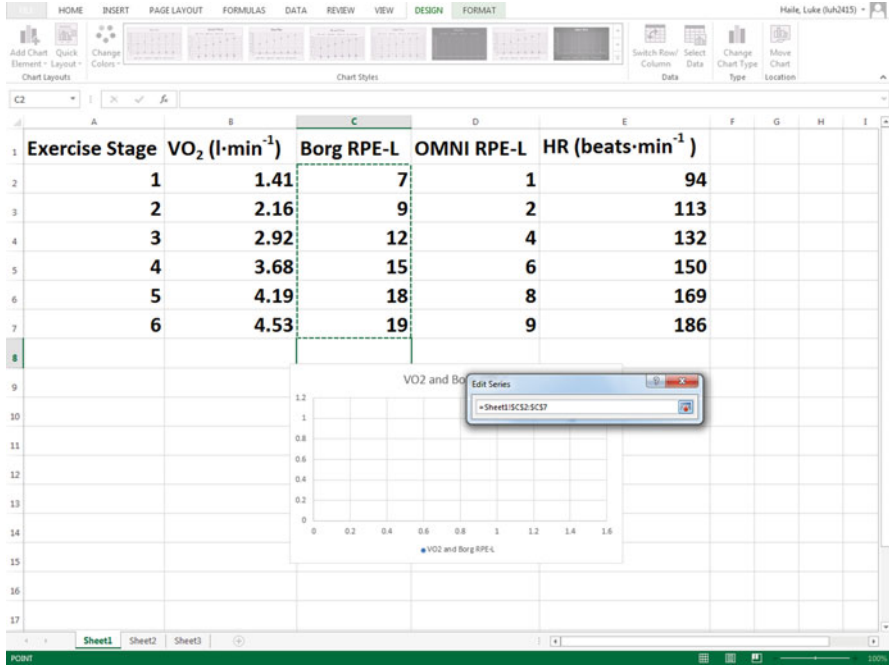 FILE HOME INSERT PAGE LAYOUT FORMULAS DATA REVIEW VIEW DESIGN FORMAT Haile, Luke (luh2415)
Add Chart Element Quick Layout Change Colors Switch Row/ Column Select Data Change Chart Type Move Chart
Chart Layouts Chart Styles Data Type Location
C2 fx
A B C D E F G H I
1 Exercise Stage VO₂ (l·min⁻¹) Borg RPE-L OMNI RPE-L HR (beats·min⁻¹ )
2 1 1.41 7 1 94
3 2 2.16 9 2 113
4 3 2.92 12 4 132
5 4 3.68 15 6 150
6 5 4.19 18 8 169
7 6 4.53 19 9 186
8
9
VO2 and Bo
Edit Series
=Sheet1!$C$2:$C$7
1.2
10 1
0.8
11
0.6
12 0.4
13 0.2
0
14 0 0.2 0.4 0.6 0.8 1 1.2 1.4 1.6
VO2 and Borg RPE-L
15
16
17
Sheet1 Sheet2 Sheet3
POINT 100%